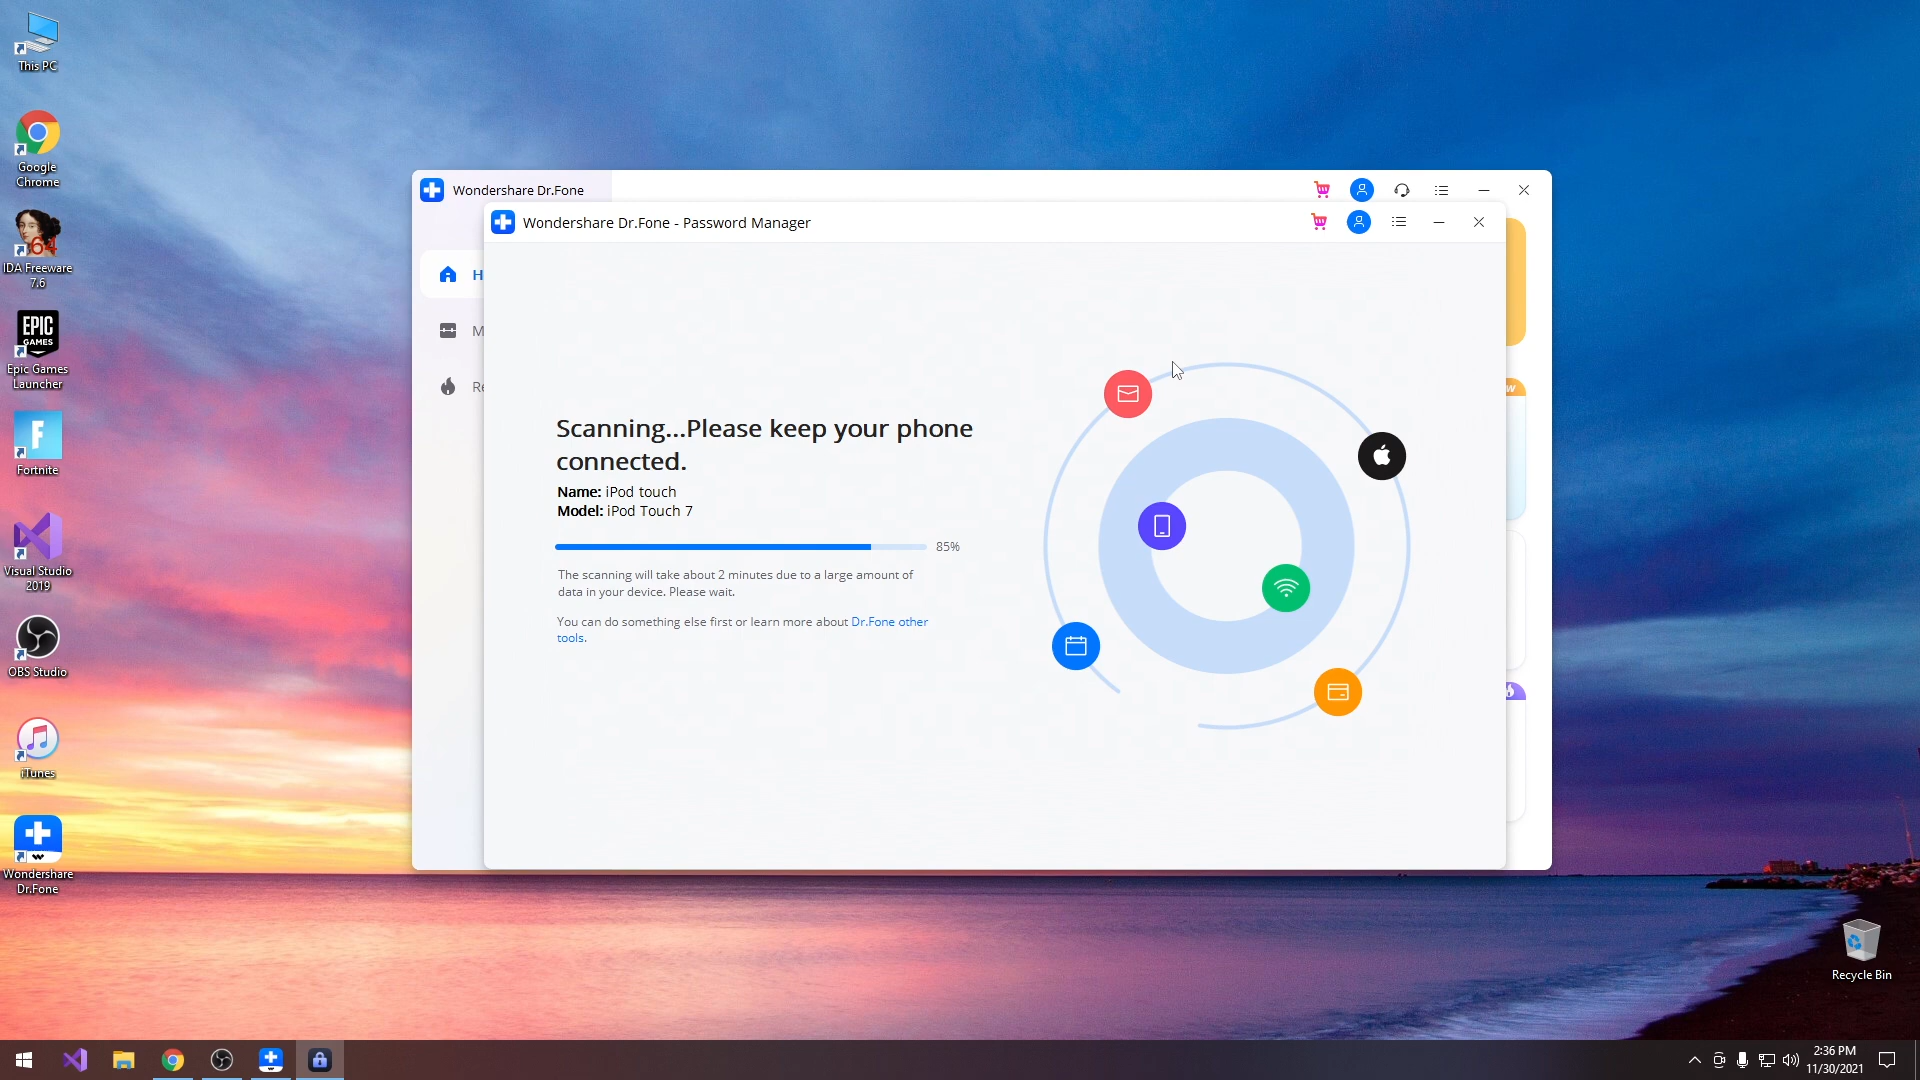 This PC
Google
Chrome
64
IDA Freeware
7.6
EPIC
GAMES
Epic Games
Launcher
F
Fortnite
Visual Studio
2019
OBS Studio
iTunes
Wondershare
Dr.Fone
Wondershare Dr.Fone
Wondershare Dr.Fone - Password Manager
H
M
Re
W
Scanning...Please keep your phone
connected.
Name: iPod touch
Model: iPod Touch 7
85%
The scanning will take about 2 minutes due to a large amount of
data in your device. Please wait.
You can do something else first or learn more about Dr.Fone other
tools.
Recycle Bin
2:36 PM
11/30/2021